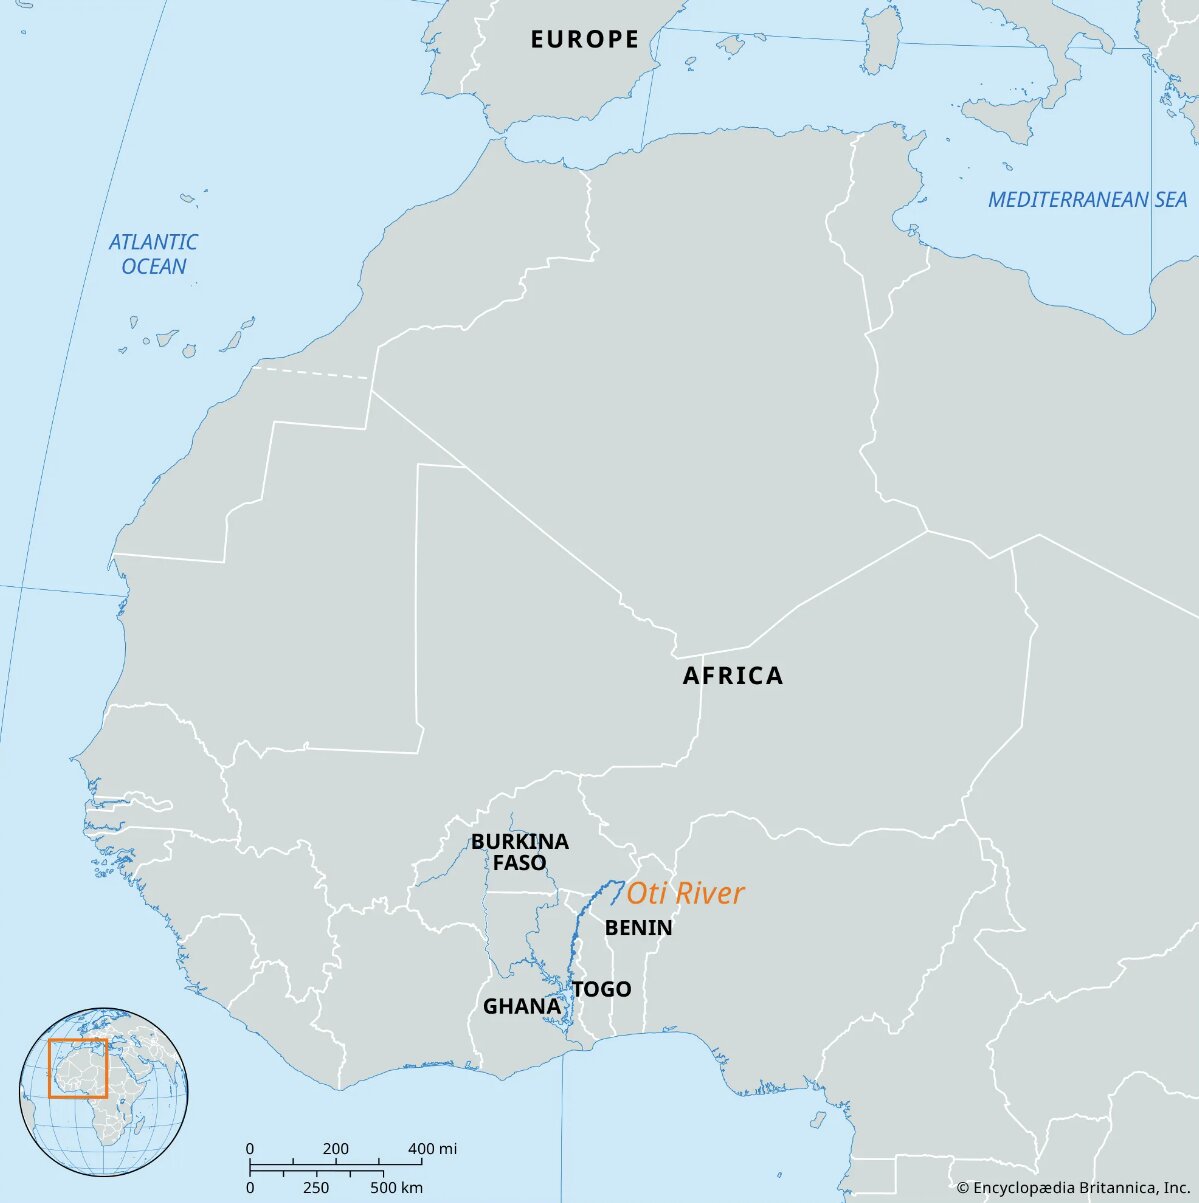 EUROPE
MEDITERRANEAN SEA
ATLANTIC
OCEAN
AFRICA
BURKINA
FASO
Oti River
BENIN
TOGO
GHANA
0 200 400 mi
0 250 500 km
© Encyclopædia Britannica, Inc.